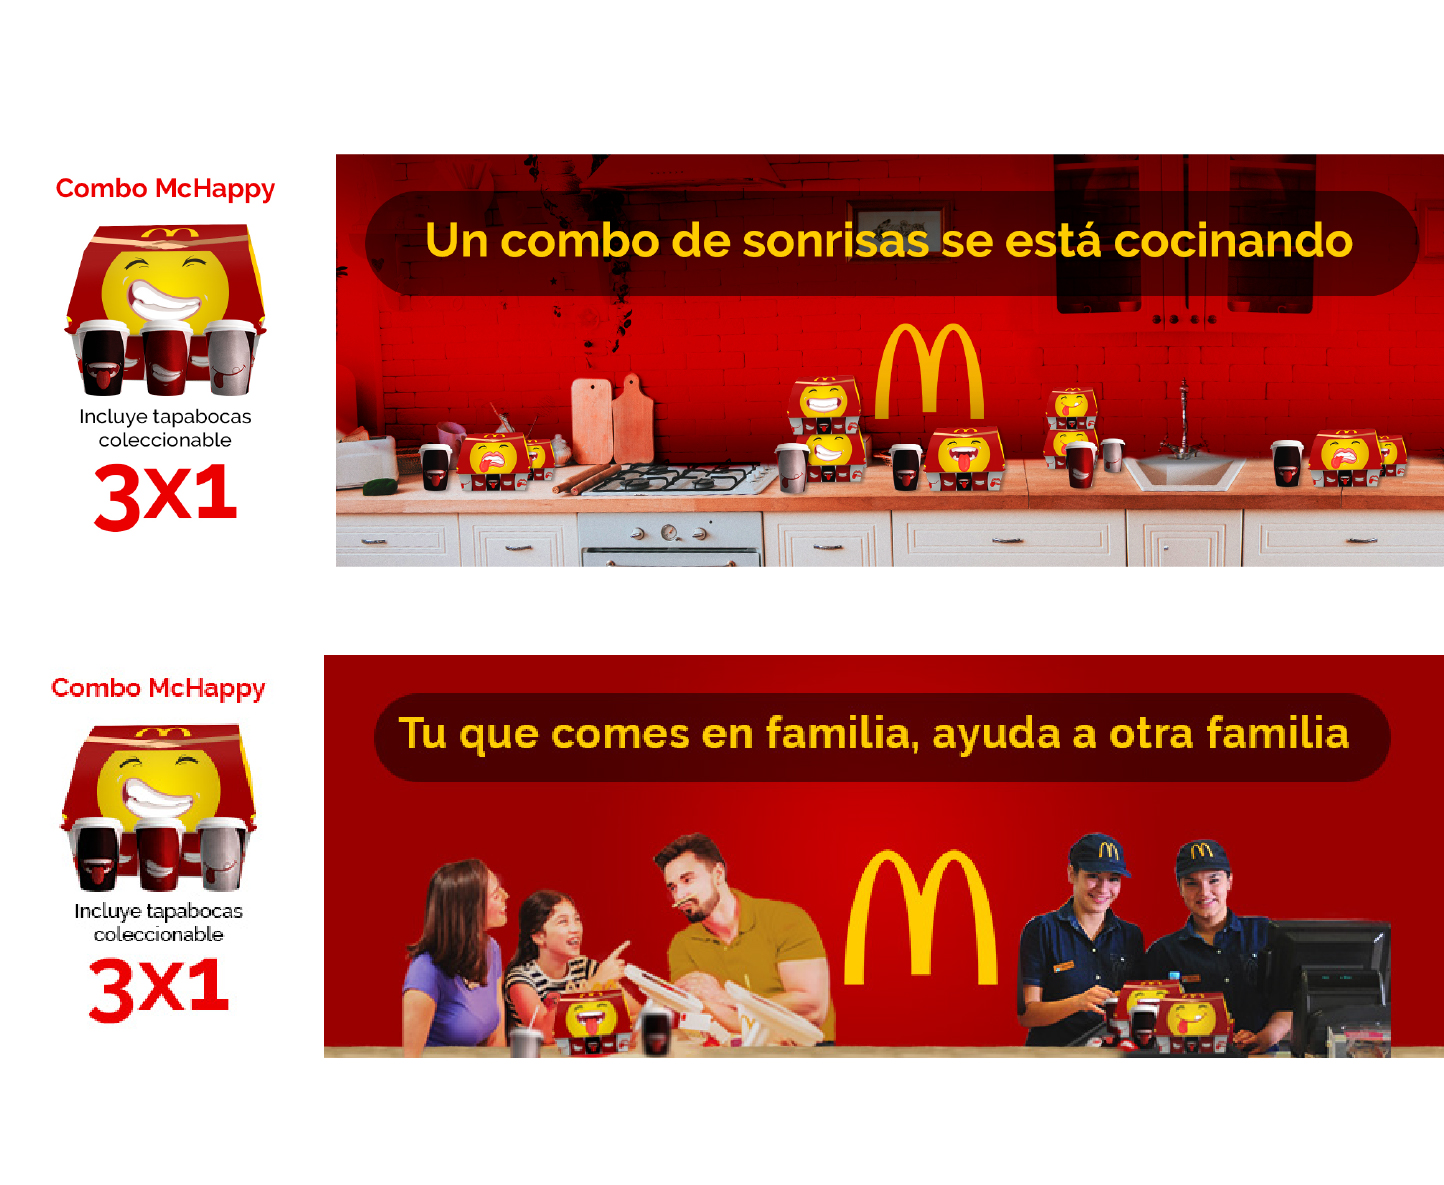 Combo McHappy
Incluye tapabocas
coleccionable
3x1
Un combo de sonrisas se está cocinando
Combo McHappy
Incluye tapabocas
coleccionable
3x1
Tu que comes en familia, ayuda a otra familia